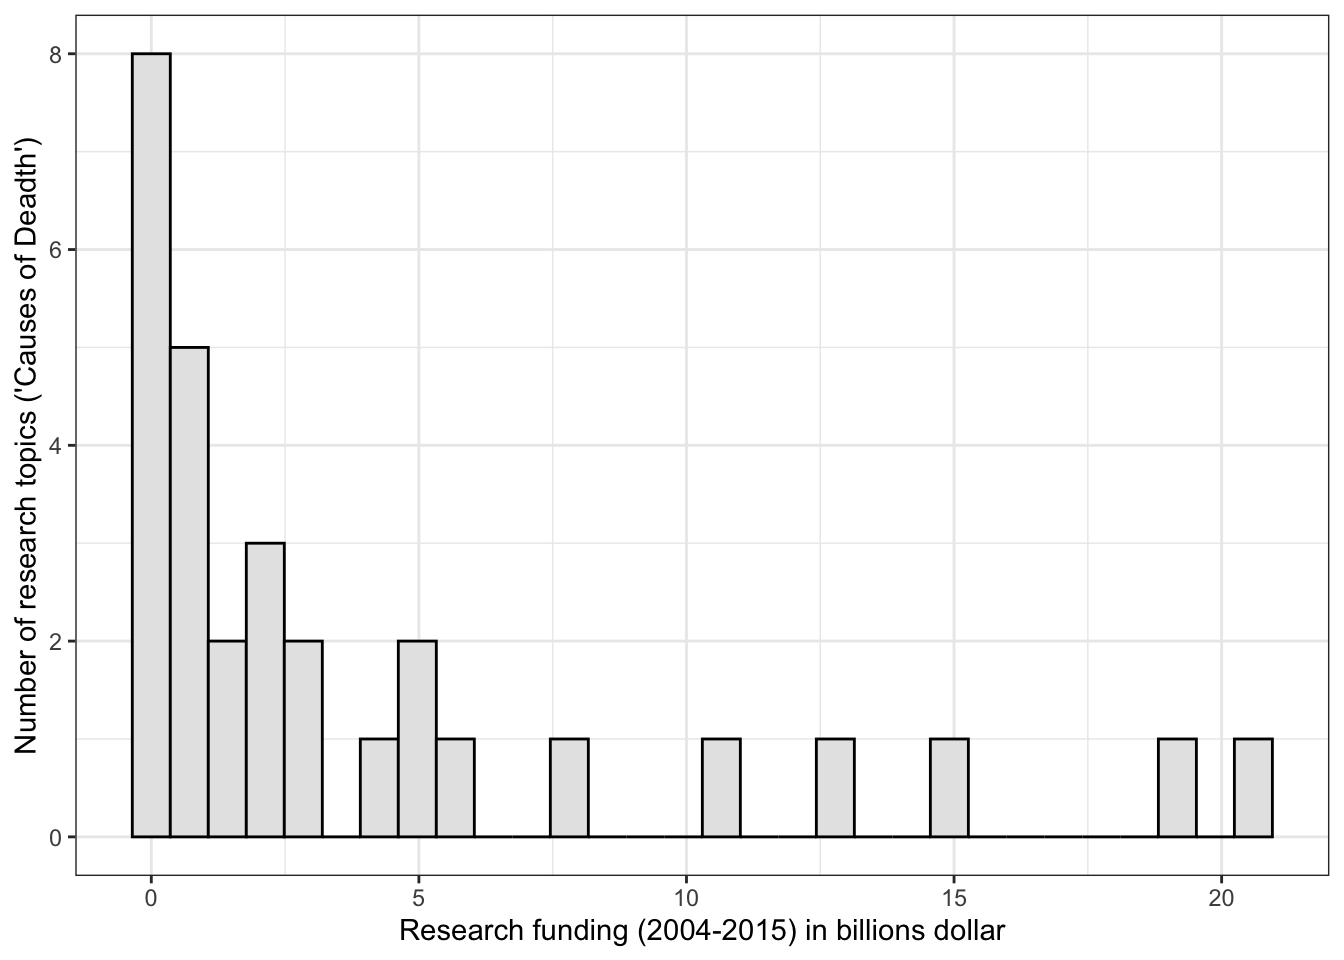 Number of research topics ('Causes of Deadth')
8
6
4
2
0
0 5 10 15 20
Research funding (2004-2015) in billions dollar